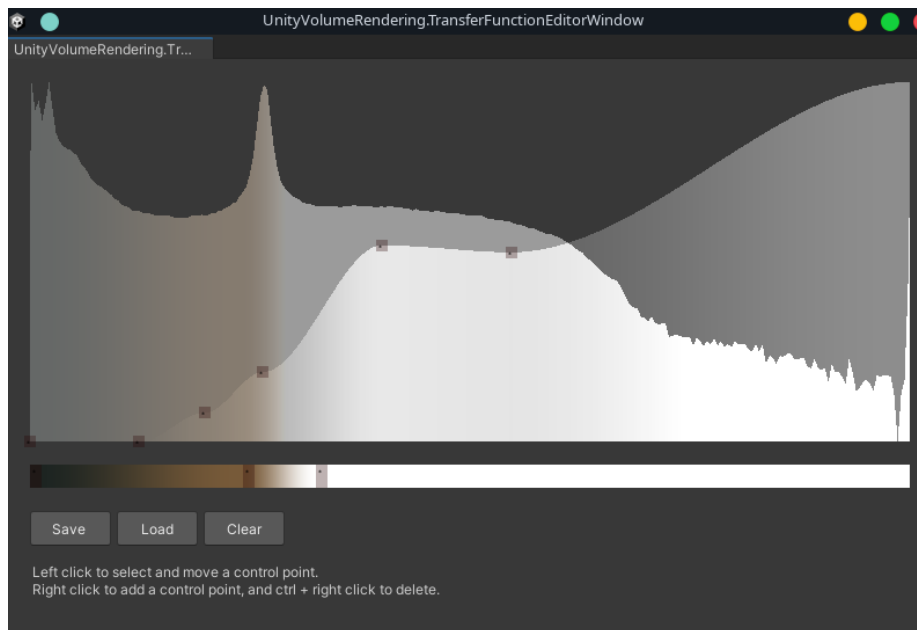 UnityVolumeRendering.TransferFunctionEditorWindow
UnityVolumeRendering.Tr...
Save Load Clear
Left click to select and move a control point.
Right click to add a control point, and ctrl + right click to delete.